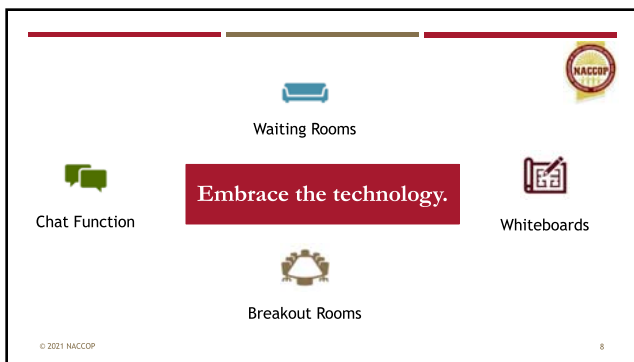 NACCOP
Waiting Rooms
Chat Function
Embrace the technology.
Whiteboards
Breakout Rooms
© 2021 NACCOP
8